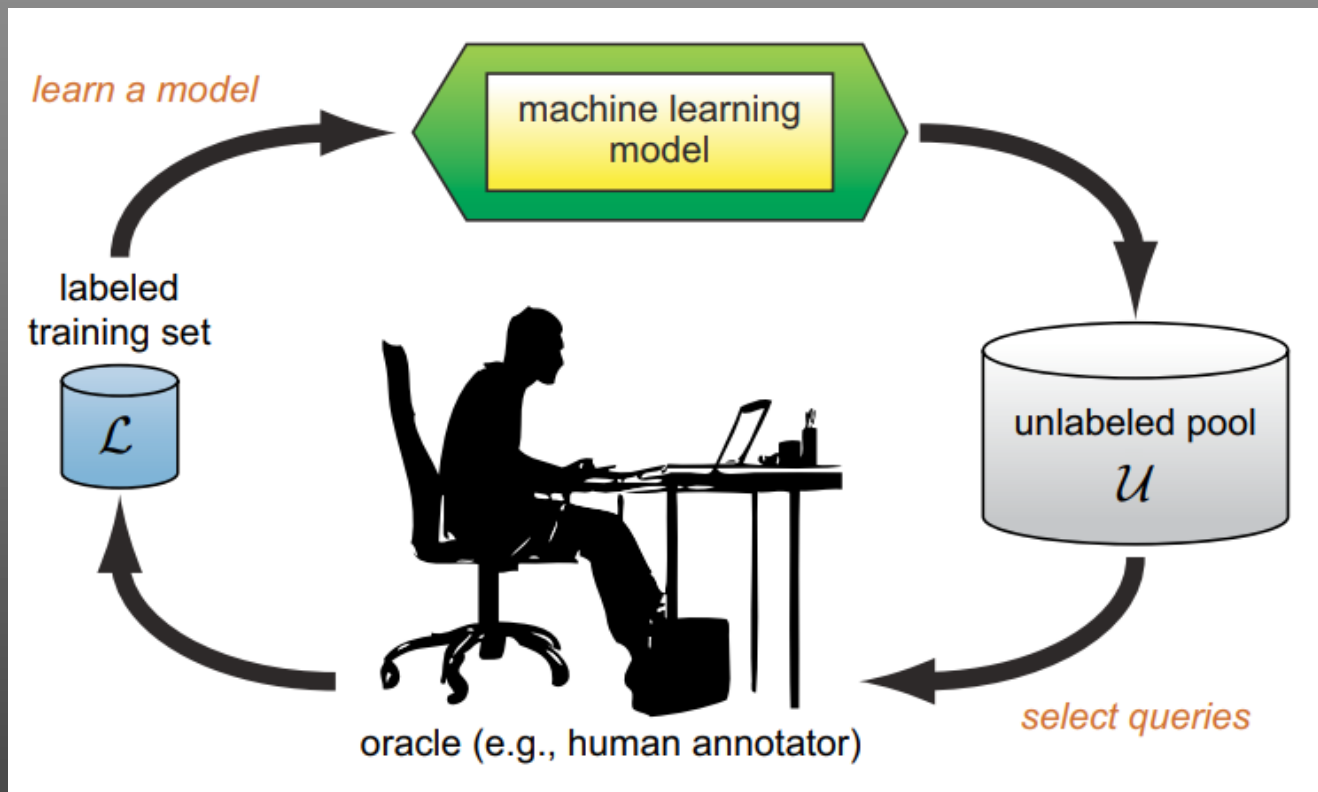 learn a model
machine learning
model
labeled
training set
ℒ
unlabeled pool
𝒰
select queries
oracle (e.g., human annotator)